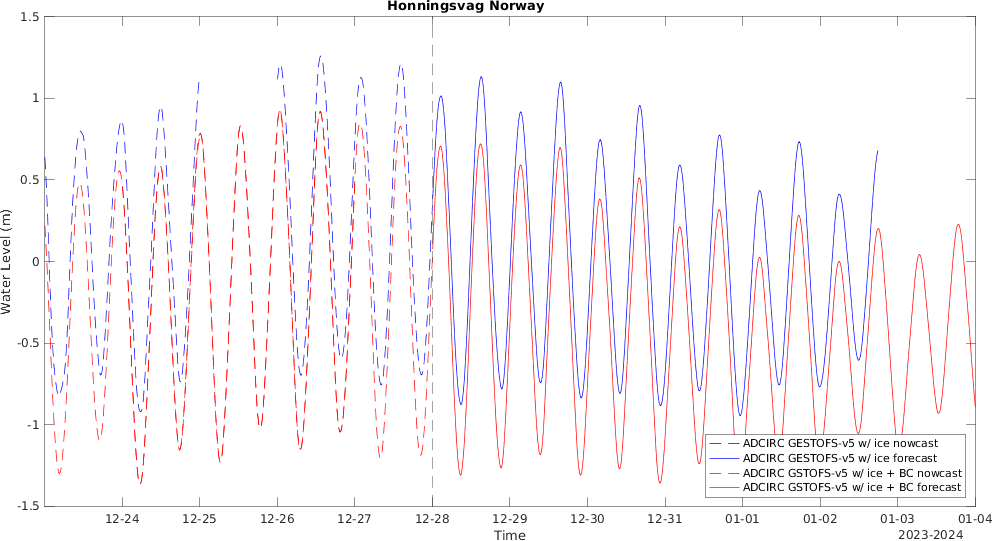 Honningsvag Norway
1.5
1
0.5
0
-0.5
-1
-1.5
Water Level (m)
ADCIRC GESTOFS-v5 w/ ice nowcast
ADCIRC GESTOFS-v5 w/ ice forecast
ADCIRC GSTOFS-v5 w/ ice + BC nowcast
ADCIRC GSTOFS-v5 w/ ice + BC forecast
12-24 12-25 12-26 12-27 12-28 12-29 12-30 12-31 01-01 01-02 01-03 01-04
Time
2023-2024